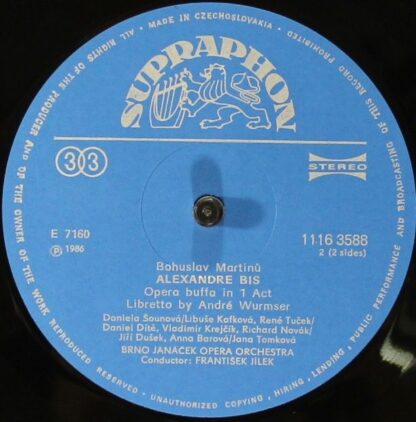 MADE IN CZECHOSLOVAKIA • ALL RIGHTS OF THE PRODUCER AND OF THE OWNER OF THE WORK REPRODUCED RESERVED • UNAUTHORIZED COPYING, HIRING, LENDING, PUBLIC PERFORMANCE AND BROADCASTING OF THIS RECORD PROHIBITED
SUPRAPHON
33
STEREO
E 7160
℗ 1986
1116 3588
2 (2 sides)
Bohuslav Martinů
ALEXANDRE BIS
Opera buffa in 1 Act
Libretto by André Wurmser
Daniela Šounová/Libuše Kafková, René Tuček/
Daniel Dítě, Vladimír Krejčík, Richard Novák/
Jiří Dušek, Anna Barová/Jana Tomková
BRNO JANÁČEK OPERA ORCHESTRA
Conductor: FRANTIŠEK JÍLEK